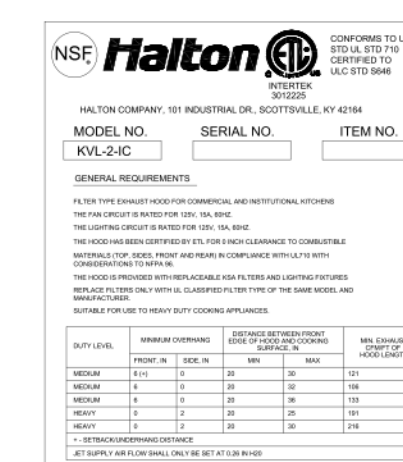 NSF. Halton ETL
CONFORMS TO U
STD UL STD 710
CERTIFIED TO
ULC STD S646
INTERTEK
3012225
HALTON COMPANY, 101 INDUSTRIAL DR., SCOTTSVILLE, KY 42164
MODEL NO. SERIAL NO. ITEM NO.
KVL-2-IC
GENERAL REQUIREMENTS
FILTER TYPE EXHAUST HOOD FOR COMMERCIAL AND INSTITUTIONAL KITCHENS
THE FAN CIRCUIT IS RATED FOR 125V, 15A, 60HZ.
THE LIGHTING CIRCUIT IS RATED FOR 125V, 15A, 60HZ.
THE HOOD HAS BEEN CERTIFIED BY ETL FOR 0 INCH CLEARANCE TO COMBUSTIBLE
MATERIALS (TOP, SIDES, FRONT AND REAR) IN COMPLIANCE WITH UL710 WITH
CONSIDERATIONS TO NFPA 96.
THE HOOD IS PROVIDED WITH REPLACEABLE KSA FILTERS AND LIGHTING FIXTURES
REPLACE FILTERS ONLY WITH UL CLASSIFIED FILTER TYPE OF THE SAME MODEL AND
MANUFACTURER.
SUITABLE FOR USE TO HEAVY DUTY COOKING APPLIANCES.
DUTY LEVEL MINIMUM OVERHANG DISTANCE BETWEEN FRONT EDGE OF HOOD AND COOKING SURFACE, IN MIN. EXHAUS CFM/FT OF HOOD LENGT
FRONT, IN SIDE, IN MIN MAX
MEDIUM 6 (+) 0 20 30 121
MEDIUM 6 0 20 32 106
MEDIUM 6 0 20 36 133
HEAVY 0 2 20 25 191
HEAVY 0 2 20 30 216
+ - SETBACK/UNDERHANG DISTANCE
JET SUPPLY AIR FLOW SHALL ONLY BE SET AT 0.26 IN H20